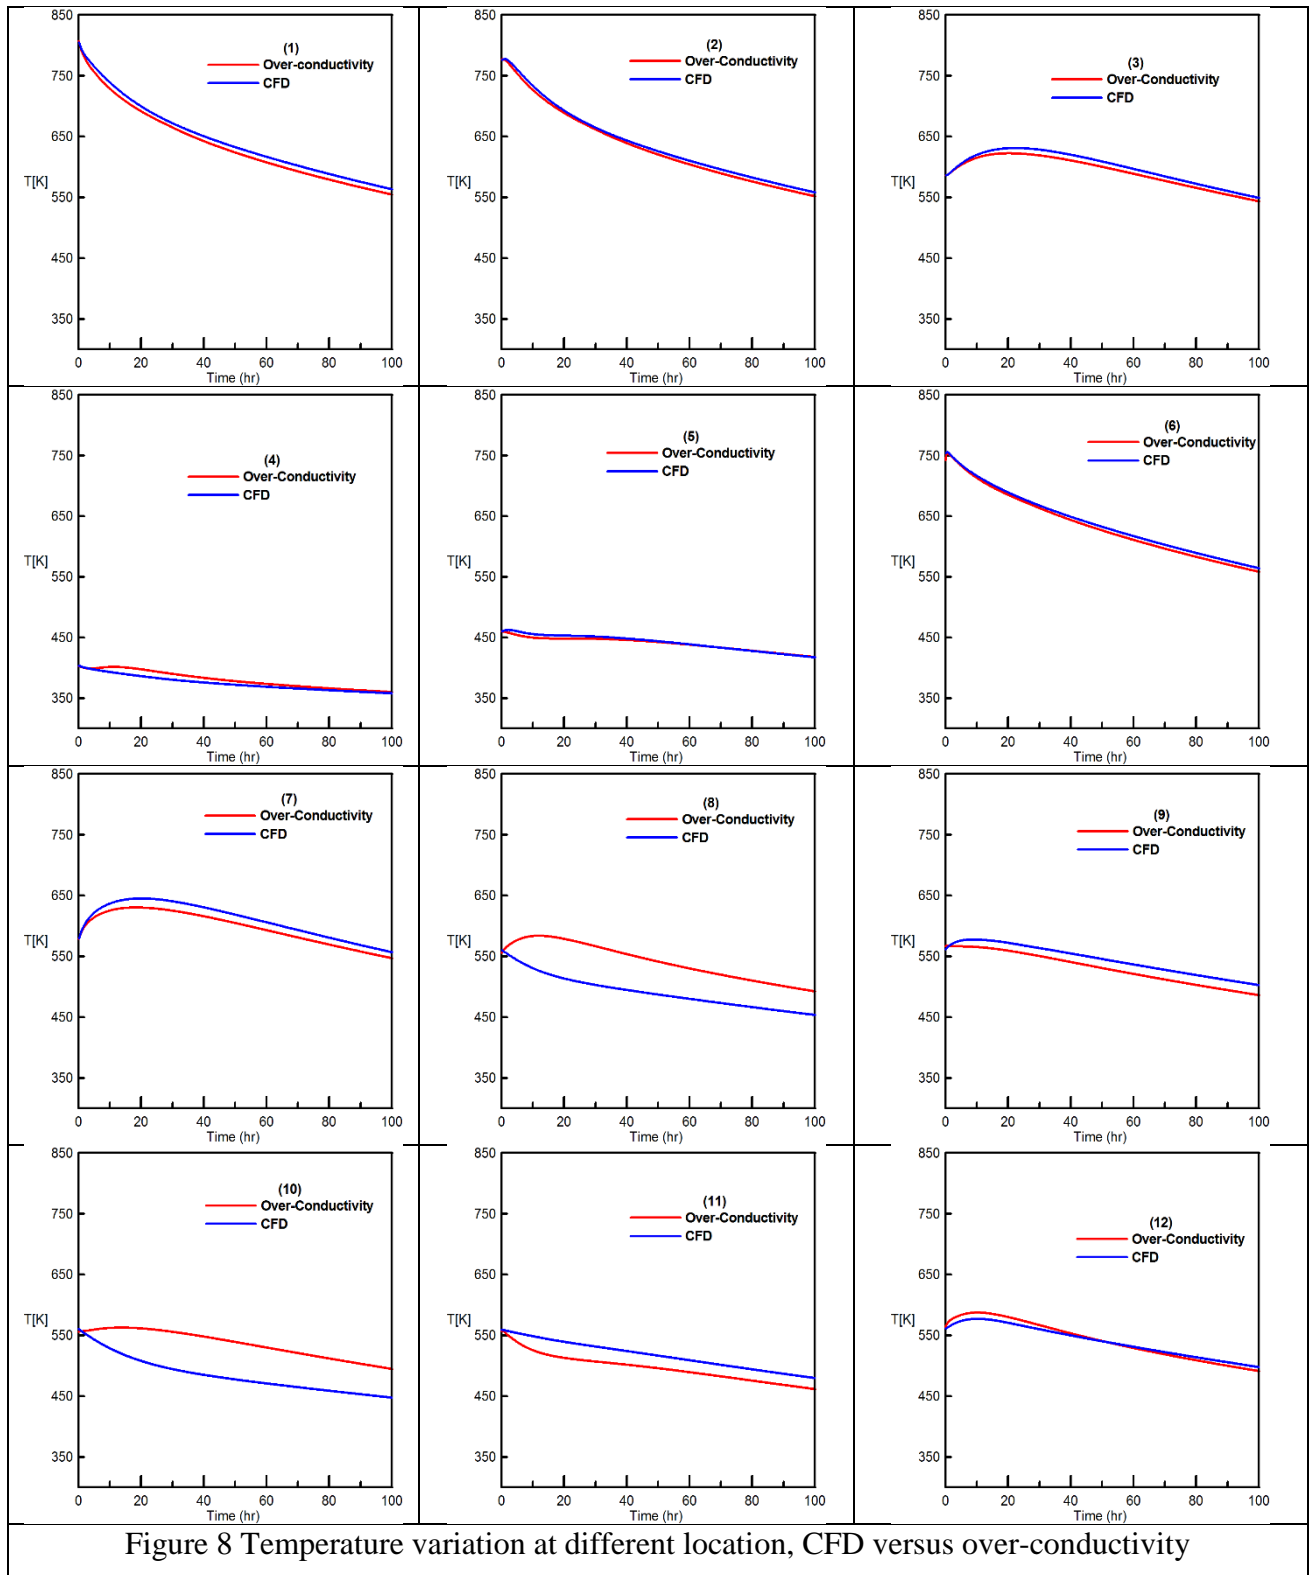 850
750
650
T[K]
550
450
350
0 20 40 60 80 100
Time (hr)
(1)
Over-conductivity
CFD
850
750
650
T[K]
550
450
350
0 20 40 60 80 100
Time (hr)
(2)
Over-Conductivity
CFD
850
750
650
T[K]
550
450
350
0 20 40 60 80 100
Time (hr)
(3)
Over-Conductivity
CFD
850
750
650
T[K]
550
450
350
0 20 40 60 80 100
Time (hr)
(4)
Over-Conductivity
CFD
850
750
650
T[K]
550
450
350
0 20 40 60 80 100
Time (hr)
(5)
Over-Conductivity
CFD
850
750
650
T[K]
550
450
350
0 20 40 60 80 100
Time (hr)
(6)
Over-Conductivity
CFD
850
750
650
T[K]
550
450
350
0 20 40 60 80 100
Time (hr)
(7)
Over-Conductivity
CFD
850
750
650
T[K]
550
450
350
0 20 40 60 80 100
Time (hr)
(8)
Over-Conductivity
CFD
850
750
650
T[K]
550
450
350
0 20 40 60 80 100
Time (hr)
(9)
Over-Conductivity
CFD
850
750
650
T[K]
550
450
350
0 20 40 60 80 100
Time (hr)
(10)
Over-Conductivity
CFD
850
750
650
T[K]
550
450
350
0 20 40 60 80 100
Time (hr)
(11)
Over-Conductivity
CFD
850
750
650
T[K]
550
450
350
0 20 40 60 80 100
Time (hr)
(12)
Over-Conductivity
CFD
Figure 8 Temperature variation at different location, CFD versus over-conductivity